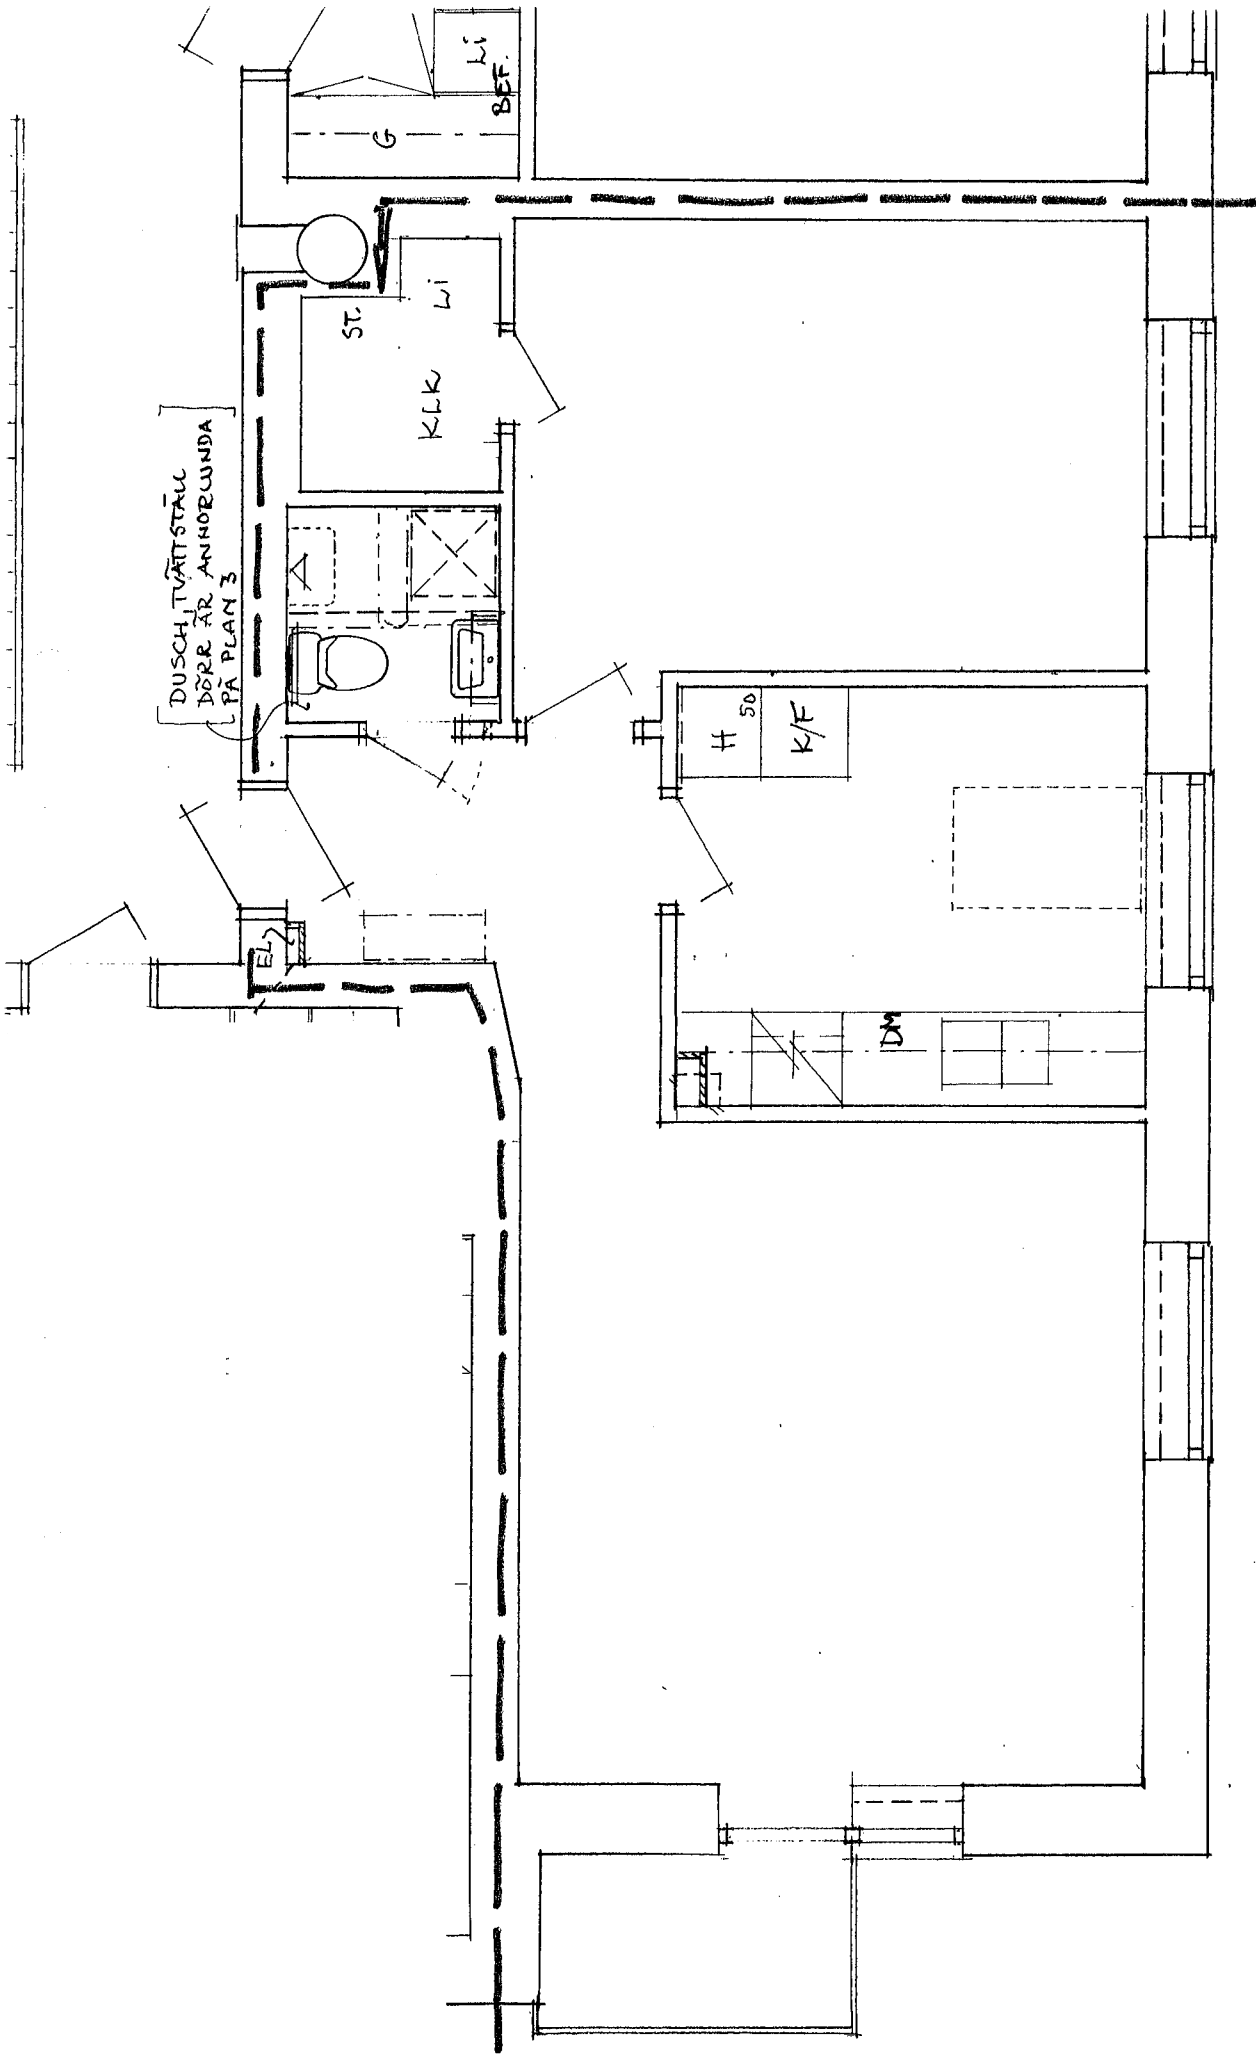 DUSCH, TVÄTTSTÄLL
DÖRR ÄR ANNORLUNDA
PÅ PLAN 3
EL
ST.
KLK
Li
G
Li
BEF.
H
50
K/F
DM